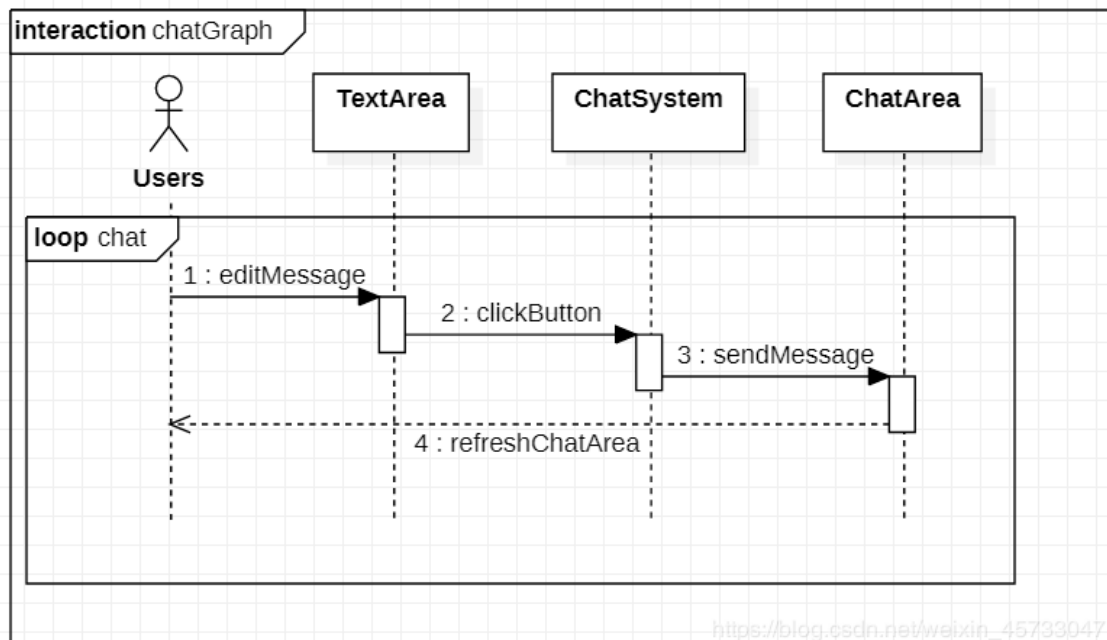 interaction chatGraph
TextArea
ChatSystem
ChatArea
Users
loop chat
1 : editMessage
2 : clickButton
3 : sendMessage
4 : refreshChatArea
https://blog.csdn.net/weixin_45733047